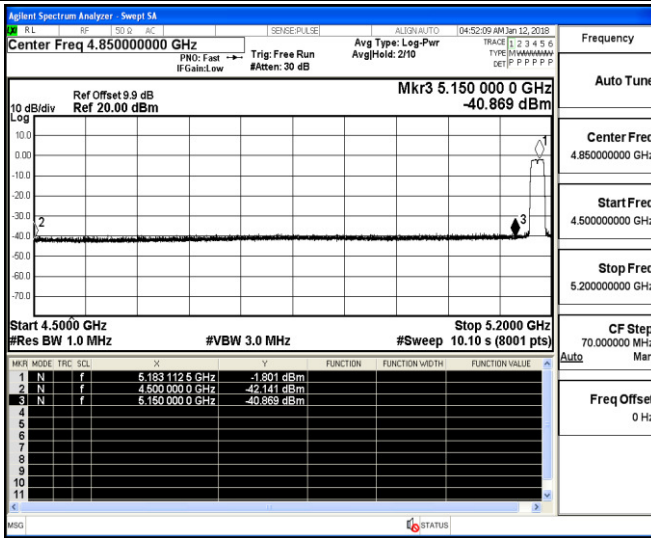 Agilent Spectrum Analyzer - Swept SA
RL RF 50 Ω AC SENSE:PULSE ALIGN AUTO 04:52:09 AM Jan 12, 2018
Center Freq 4.850000000 GHz
PNO: Fast
IFGain:Low
Trig: Free Run
#Atten: 30 dB
Avg Type: Log-Pwr
Avg|Hold: 2/10
TRACE 1 2 3 4 5 6
TYPE MWWWWW
DET P P P P P P
Ref Offset 9.9 dB
Ref 20.00 dBm
10 dB/div
Log
Mkr3 5.150 000 0 GHz
-40.869 dBm
10.0
0.00
-10.0
-20.0
-30.0
-40.0
-50.0
-60.0
-70.0
1
2
3
Start 4.5000 GHz
#Res BW 1.0 MHz
#VBW 3.0 MHz
Stop 5.2000 GHz
#Sweep 10.10 s (8001 pts)
MKR MODE TRC SCL X Y FUNCTION FUNCTION WIDTH FUNCTION VALUE
1 N f 5.183 112 5 GHz -1.801 dBm
2 N f 4.500 000 0 GHz -42.141 dBm
3 N f 5.150 000 0 GHz -40.869 dBm
4
5
6
7
8
9
10
11
MSG STATUS
Frequency
Auto Tune
Center Freq
4.850000000 GHz
Start Freq
4.500000000 GHz
Stop Freq
5.200000000 GHz
CF Step
70.000000 MHz
Auto Man
Freq Offset
0 Hz